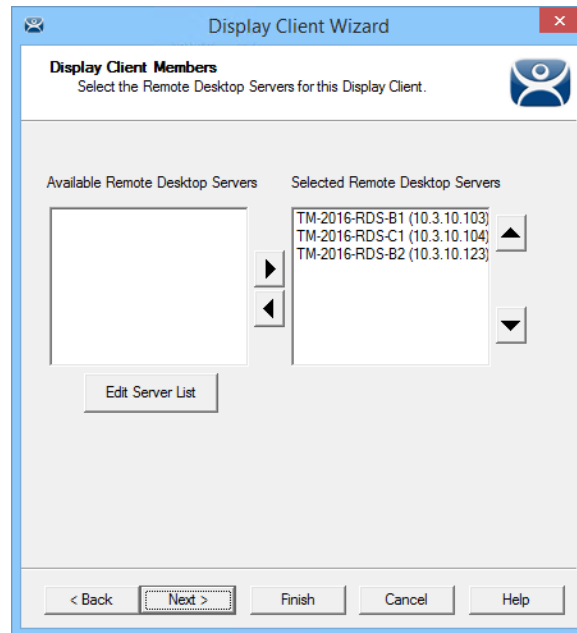 Display Client Wizard
Display Client Members
Select the Remote Desktop Servers for this Display Client.
Available Remote Desktop Servers
Selected Remote Desktop Servers
TM-2016-RDS-B1 (10.3.10.103)
TM-2016-RDS-C1 (10.3.10.104)
TM-2016-RDS-B2 (10.3.10.123)
Edit Server List
< Back
Next >
Finish
Cancel
Help